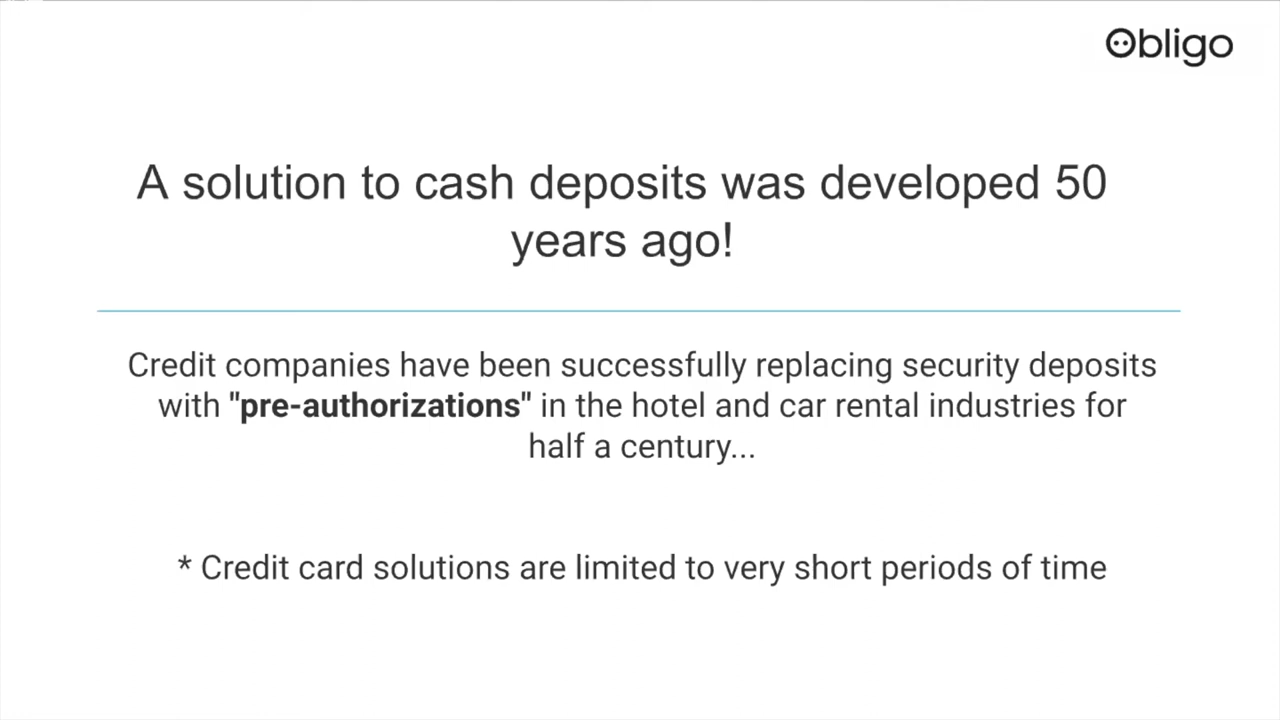 Obligo
A solution to cash deposits was developed 50
years ago!
Credit companies have been successfully replacing security deposits
with "pre-authorizations" in the hotel and car rental industries for
half a century...
* Credit card solutions are limited to very short periods of time